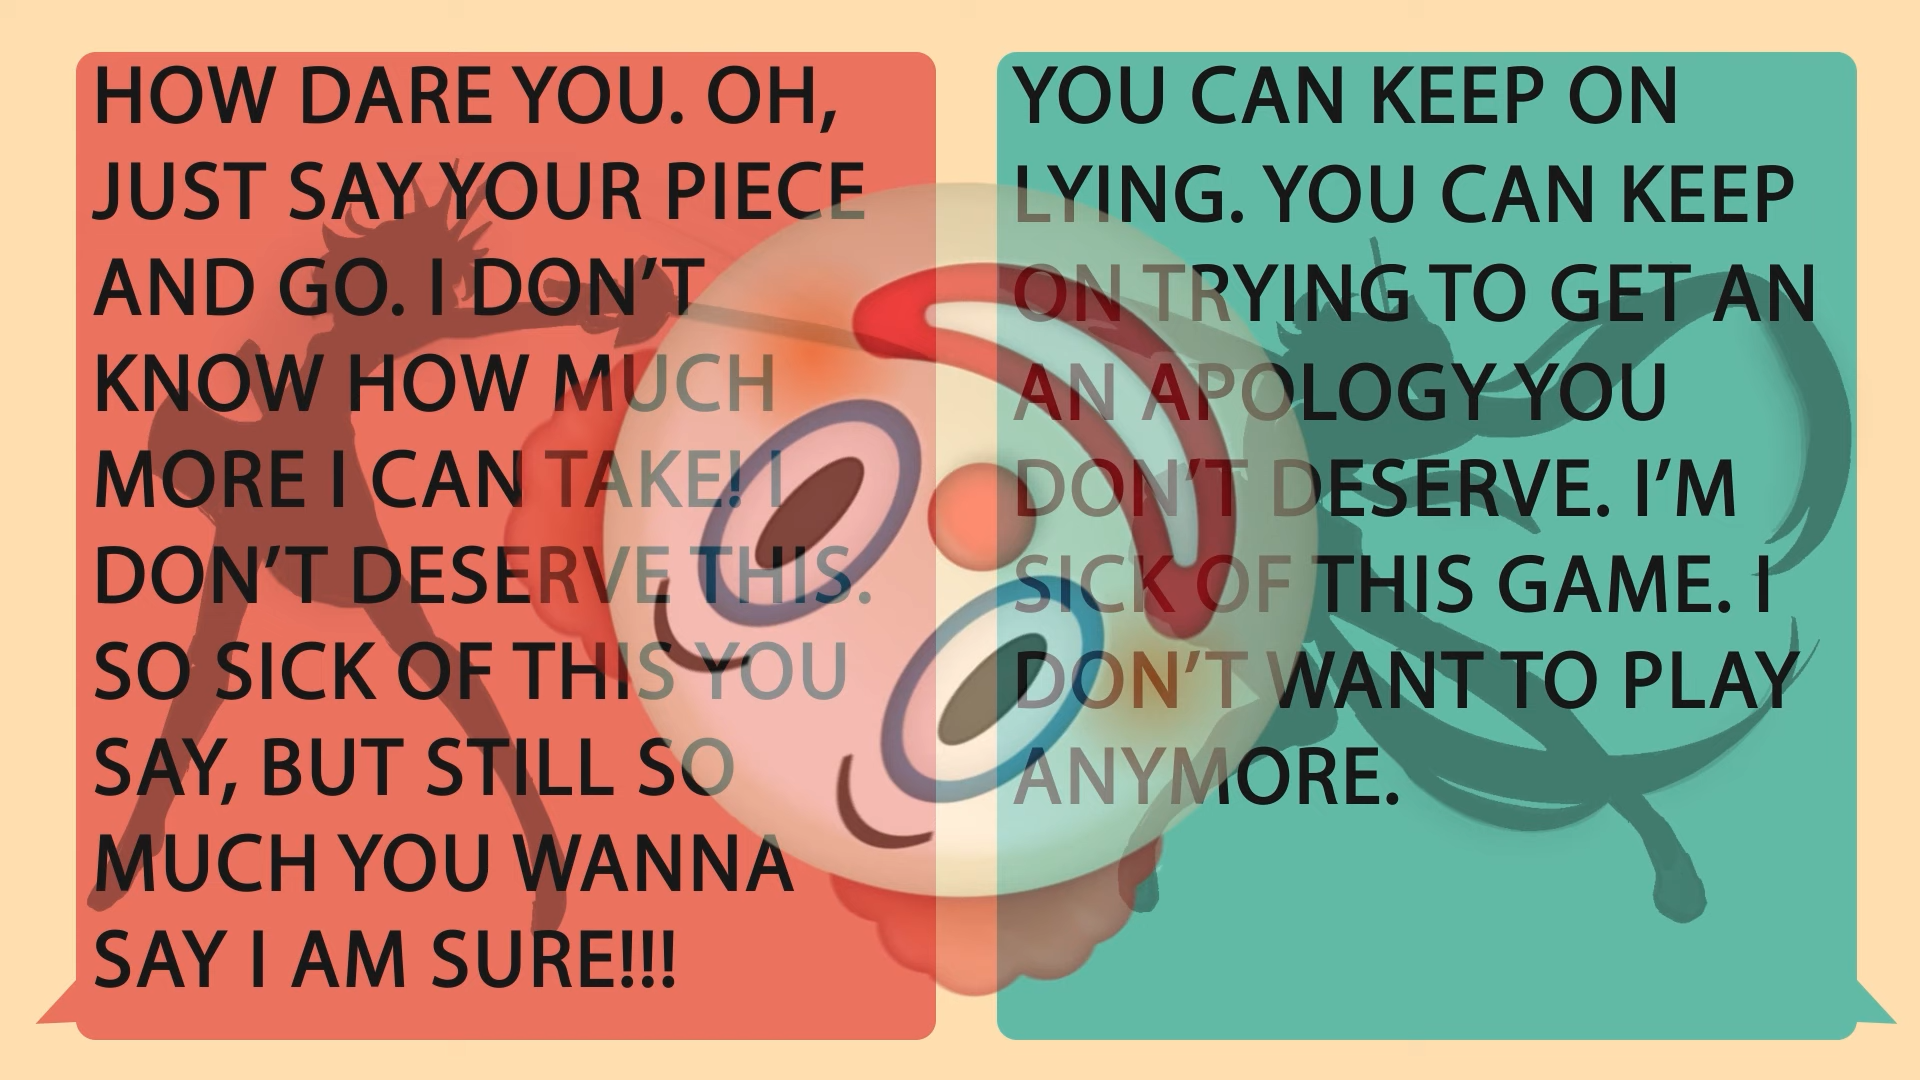 HOW DARE YOU. OH,
JUST SAY YOUR PIECE
AND GO. I DON’T
KNOW HOW MUCH
MORE I CAN TAKE! I
DON’T DESERVE THIS.
SO SICK OF THIS YOU
SAY, BUT STILL SO
MUCH YOU WANNA
SAY I AM SURE!!!
YOU CAN KEEP ON
LYING. YOU CAN KEEP
ON TRYING TO GET AN
AN APOLOGY YOU
DON’T DESERVE. I’M
SICK OF THIS GAME. I
DON’T WANT TO PLAY
ANYMORE.